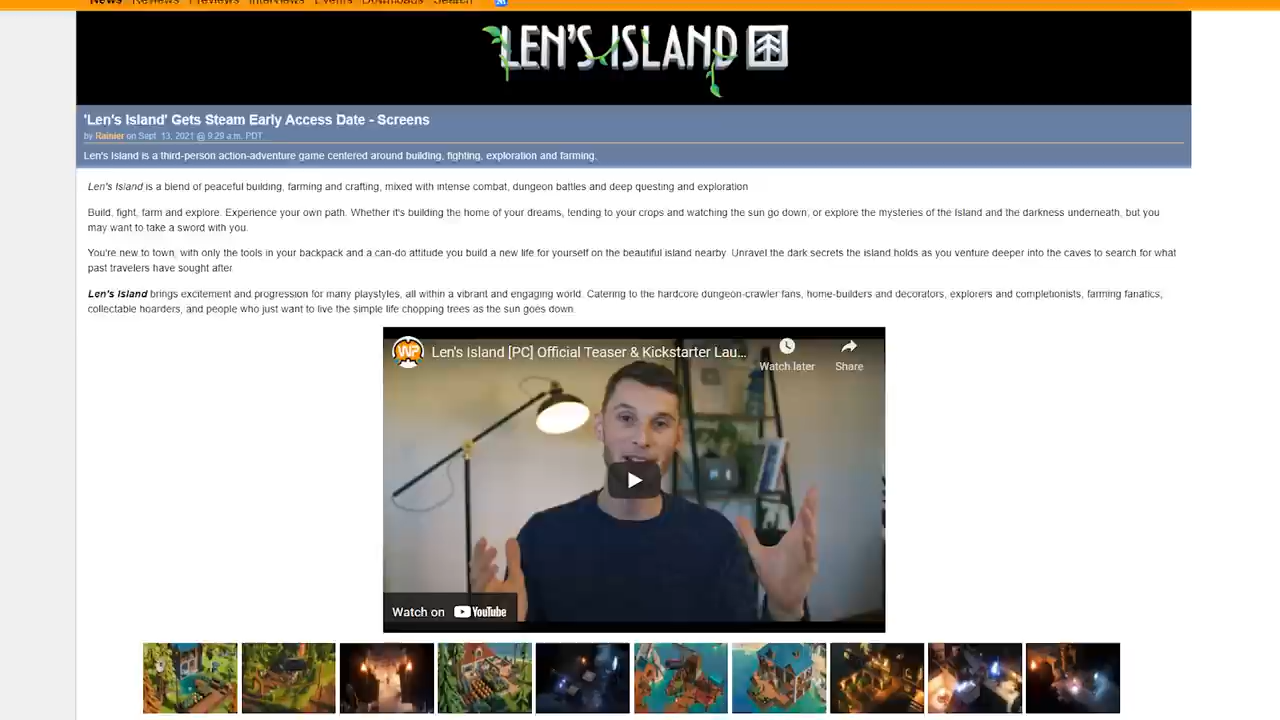 News Reviews Previews Interviews Events Downloads Search
LEN'S ISLAND
'Len's Island' Gets Steam Early Access Date - Screens
by Rainier on Sept. 13, 2021 @ 9:29 a.m. PDT
Len's Island is a third-person action-adventure game centered around building, fighting, exploration and farming.
Len's Island is a blend of peaceful building, farming and crafting, mixed with intense combat, dungeon battles and deep questing and exploration
Build, fight, farm and explore. Experience your own path. Whether it's building the home of your dreams, tending to your crops and watching the sun go down, or explore the mysteries of the Island and the darkness underneath, but you
may want to take a sword with you.
You're new to town, with only the tools in your backpack and a can-do attitude you build a new life for yourself on the beautiful island nearby. Unravel the dark secrets the island holds as you venture deeper into the caves to search for what
past travelers have sought after.
Len's Island brings excitement and progression for many playstyles, all within a vibrant and engaging world. Catering to the hardcore dungeon-crawler fans, home-builders and decorators, explorers and completionists, farming fanatics,
collectable hoarders, and people who just want to live the simple life chopping trees as the sun goes down.
WP Len's Island [PC] Official Teaser & Kickstarter Lau...
Watch later Share
Watch on YouTube